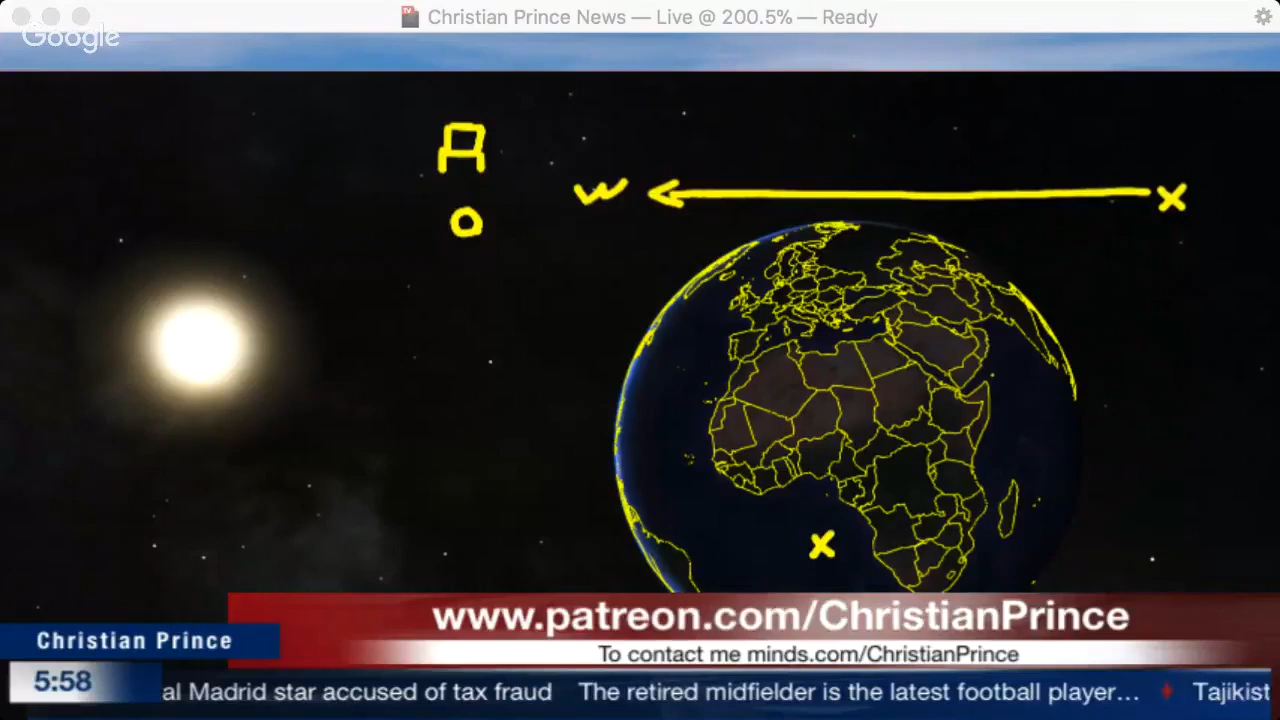 Christian Prince News — Live @ 200.5% — Ready
Google
W
X
X
www.patreon.com/ChristianPrince
To contact me minds.com/ChristianPrince
Christian Prince
5:58
al Madrid star accused of tax fraud The retired midfielder is the latest football player... Tajikist